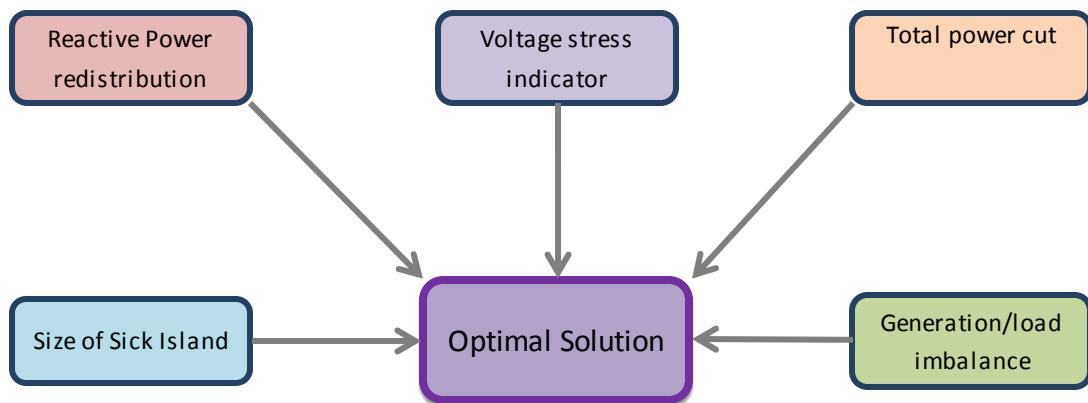 Reactive Power
redistribution
Voltage stress
indicator
Total power cut
Size of Sick Island
Optimal Solution
Generation/load
imbalance